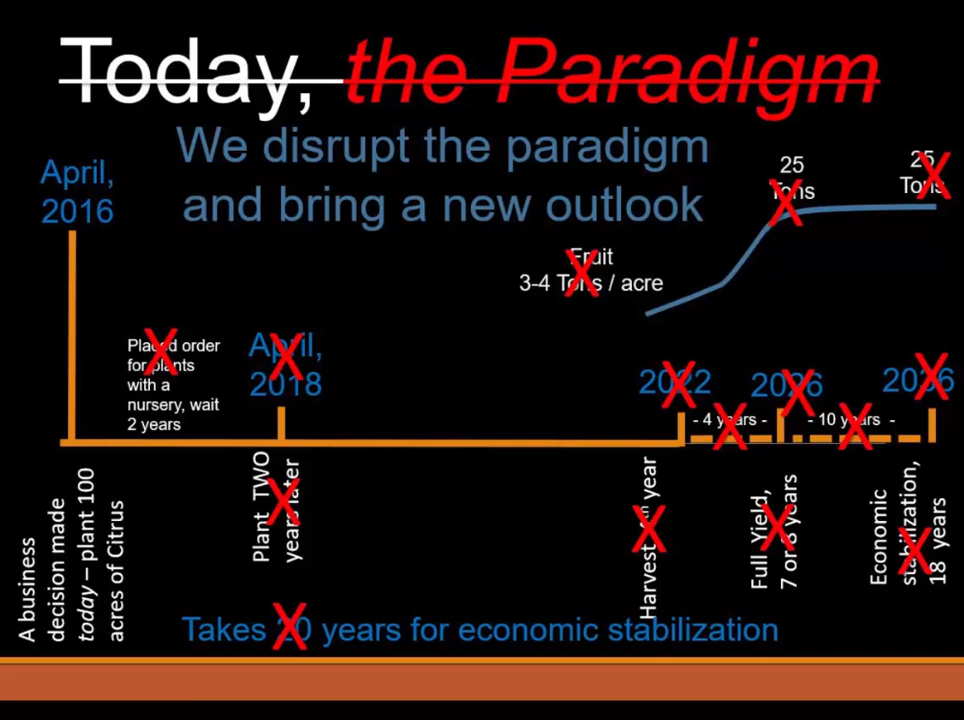 Today, the Paradigm
We disrupt the paradigm
and bring a new outlook
April,
2016
25
Tons
25
Tons
Fruit
3-4 Tons / acre
Placed order
for plants
with a
nursery, wait
2 years
April,
2018
2022
2026
2036
- 4 years -
- 10 years -
A business
decision made
today – plant 100
acres of Citrus
Plant TWO
years later
Harvest 4th year
Full Yield,
7 or 8 years
Economic
stabilization,
18 years
Takes 20 years for economic stabilization